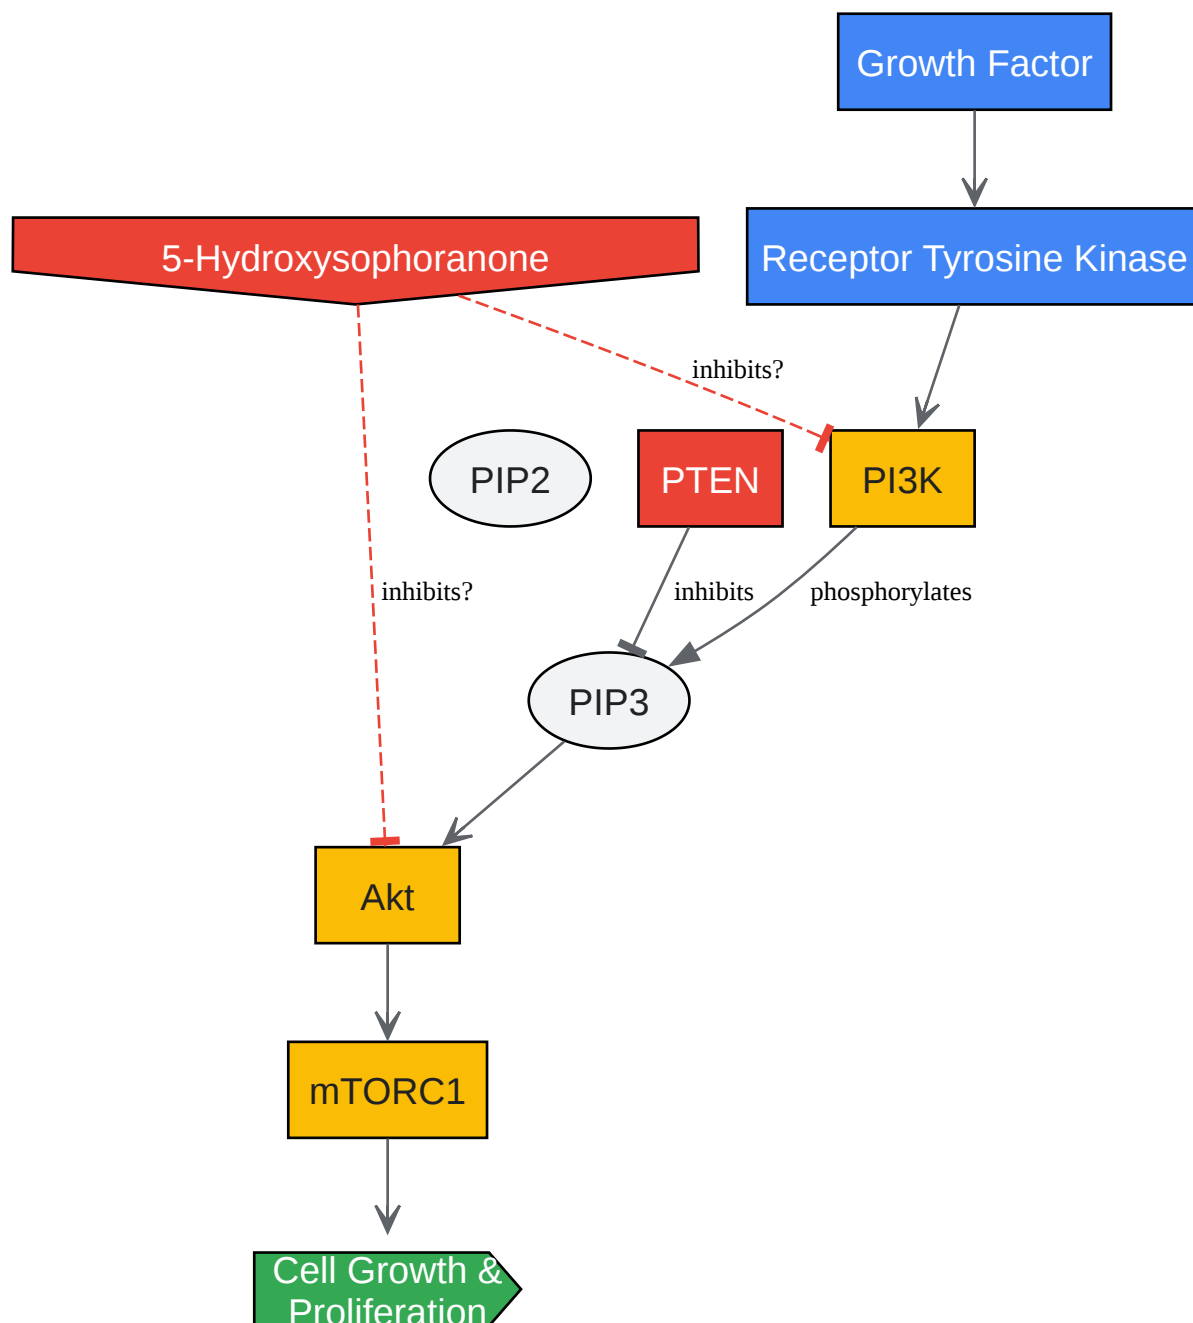 Growth Factor
5-Hydroxysophoranone
Receptor Tyrosine Kinase
inhibits?
PIP2
PTEN
PI3K
inhibits?
inhibits
phosphorylates
PIP3
Akt
mTORC1
Cell Growth &
Proliferation